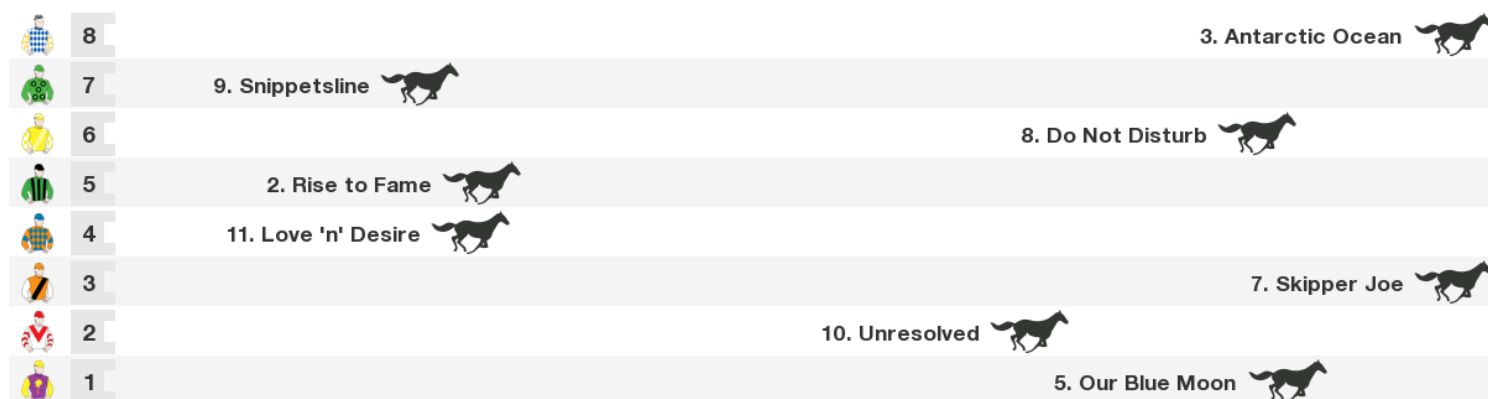 8 3. Antarctic Ocean
7 9. Snippetsline
6 8. Do Not Disturb
5 2. Rise to Fame
4 11. Love 'n' Desire
3 7. Skipper Joe
2 10. Unresolved
1 5. Our Blue Moon